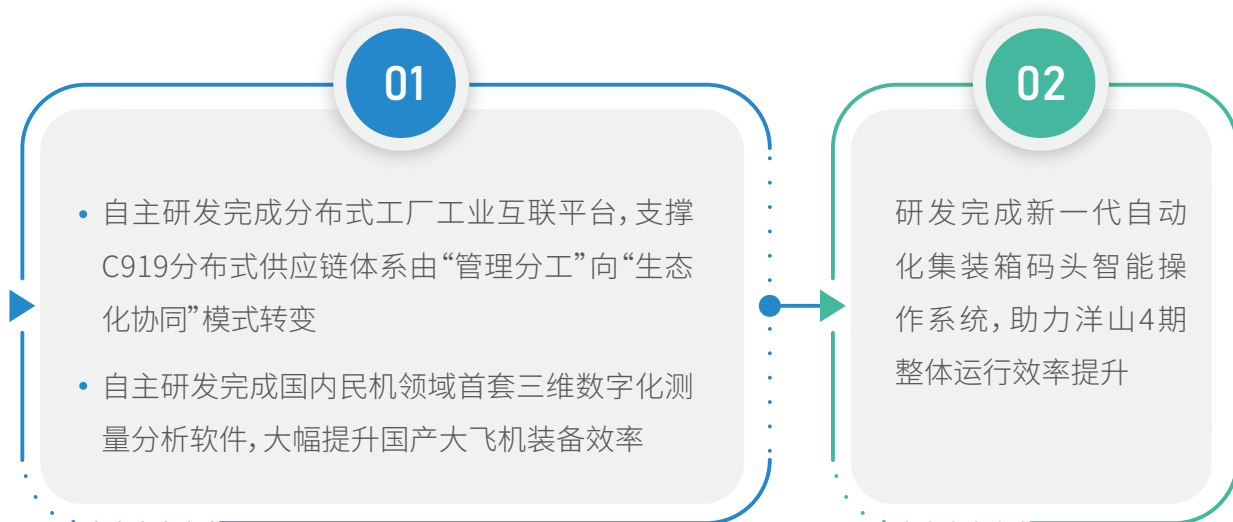 01
自主研发完成分布式工厂工业互联平台，支撑
C919分布式供应链体系由“管理分工”向“生态
化协同”模式转变
自主研发完成国内民机领域首套三维数字化测
量分析软件，大幅提升国产大飞机装备效率
02
研发完成新一代自动
化集装箱码头智能操
作系统，助力洋山4期
整体运行效率提升